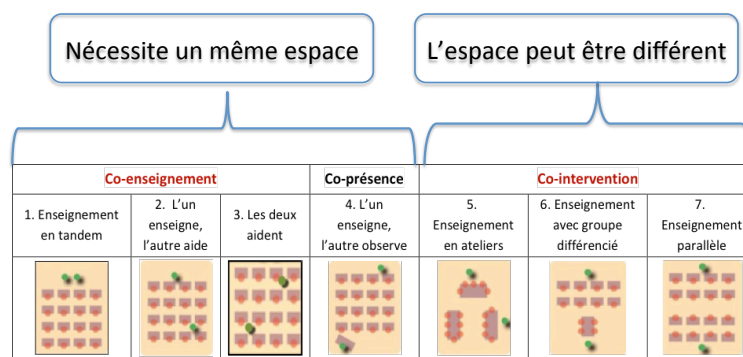 Nécessite un même espace
L'espace peut être différent
Co-enseignement
Co-présence
Co-intervention
1. Enseignement
en tandem
2. L'un
enseigne,
l'autre aide
3. Les deux
aident
4. L'un
enseigne,
l'autre observe
5.
Enseignement
en ateliers
6. Enseignement
avec groupe
différencié
7.
Enseignement
parallèle